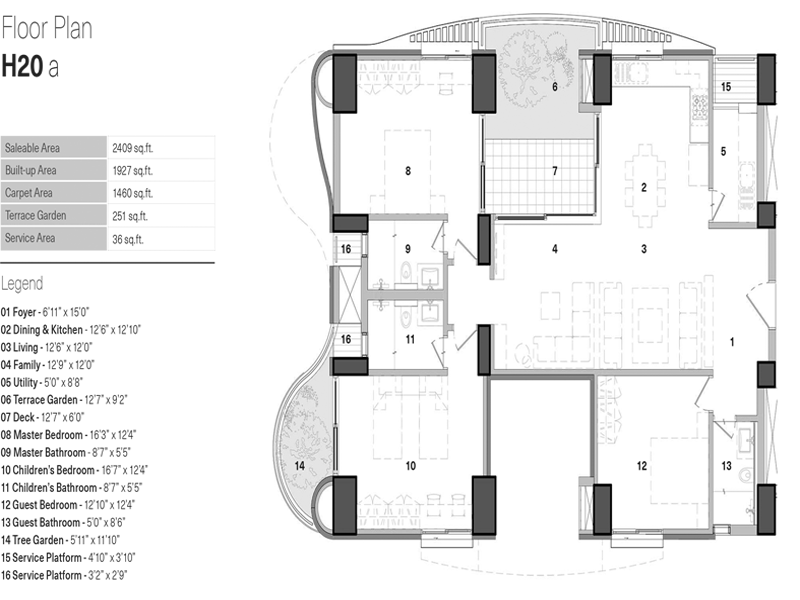 Floor Plan
H20 a
Saleable Area 2409 sq.ft.
Built-up Area 1927 sq.ft.
Carpet Area 1460 sq.ft.
Terrace Garden 251 sq.ft.
Service Area 36 sq.ft.
Legend
01 Foyer - 6'11" x 15'0"
02 Dining & Kitchen - 12'6" x 12'10"
03 Living - 12'6" x 12'0"
04 Family - 12'9" x 12'0"
05 Utility - 5'0" x 8'8"
06 Terrace Garden - 12'7" x 9'2"
07 Deck - 12'7" x 6'0"
08 Master Bedroom - 16'3" x 12'4"
09 Master Bathroom - 8'7" x 5'5"
10 Children's Bedroom - 16'7" x 12'4"
11 Children's Bathroom - 8'7" x 5'5"
12 Guest Bedroom - 12'10" x 12'4"
13 Guest Bathroom - 5'0" x 8'6"
14 Tree Garden - 5'11" x 11'10"
15 Service Platform - 4'10" x 3'10"
16 Service Platform - 3'2" x 2'9"
6
15
5
8
7
2
16
9
4
3
16
11
1
14
10
12
13